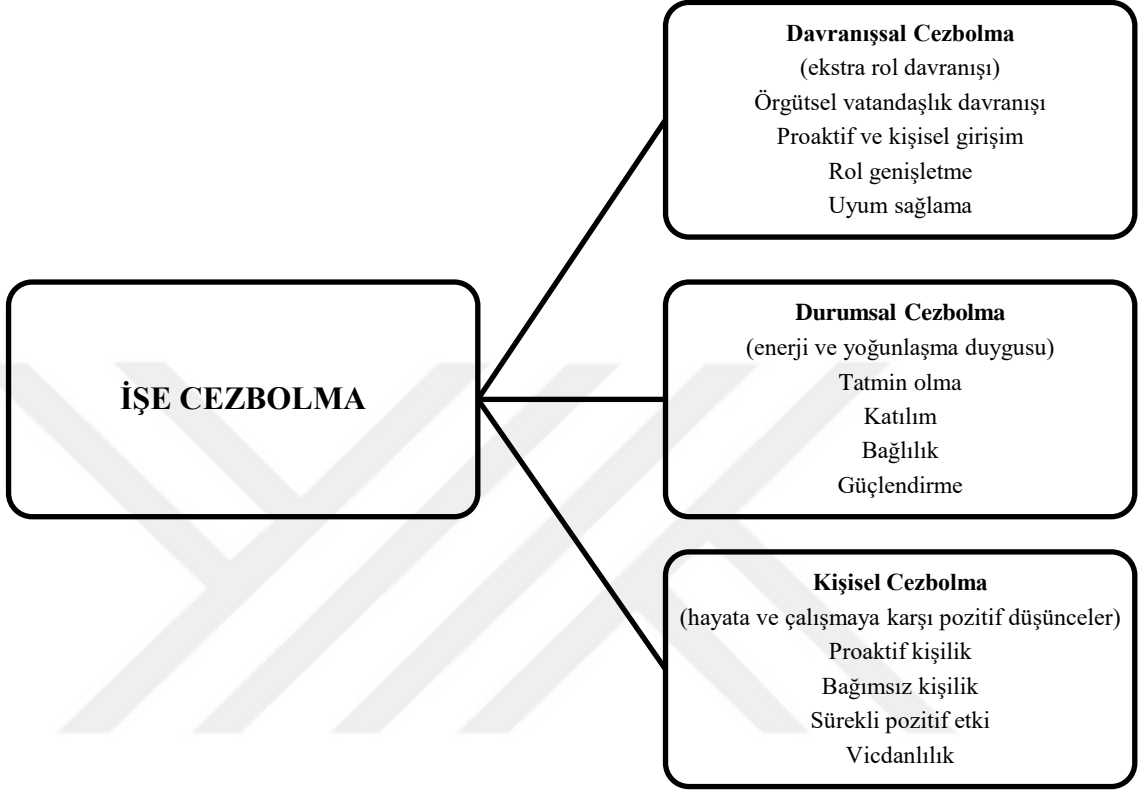 Davranışsal Cezbolma
(ekstra rol davranışı)
Örgütsel vatandaşlık davranışı
Proaktif ve kişisel girişim
Rol genişletme
Uyum sağlama
İŞE CEZBOLMA
Durumsal Cezbolma
(enerji ve yoğunlaşma duygusu)
Tatmin olma
Katılım
Bağlılık
Güçlendirme
Kişisel Cezbolma
(hayata ve çalışmaya karşı pozitif düşünceler)
Proaktif kişilik
Bağımsız kişilik
Sürekli pozitif etki
Vicdanlılık